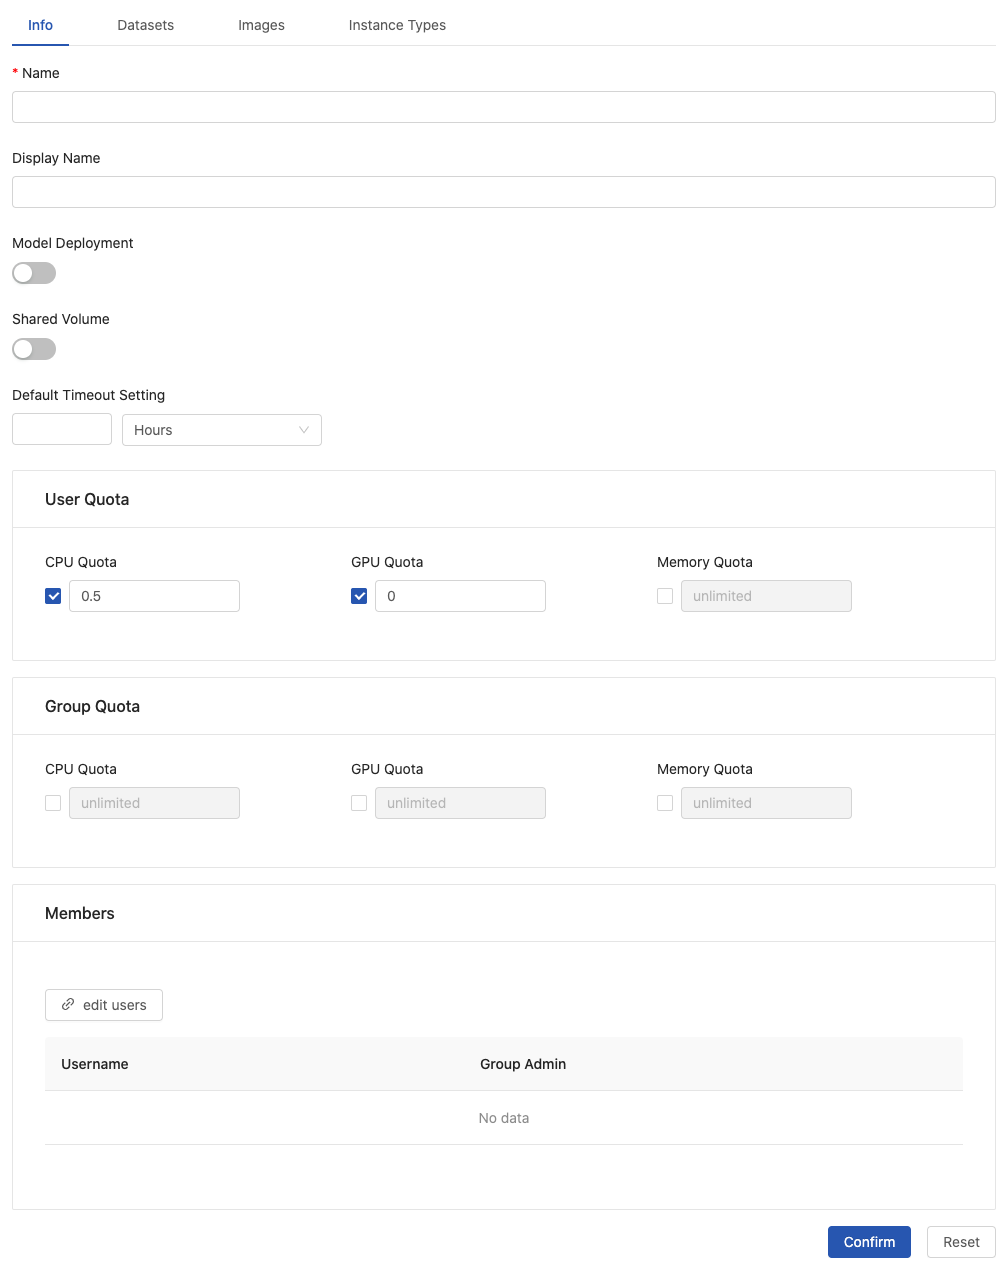 Info Datasets Images Instance Types
* Name
Display Name
Model Deployment
Shared Volume
Default Timeout Setting
Hours
User Quota
CPU Quota GPU Quota Memory Quota
0.5 0 unlimited
Group Quota
CPU Quota GPU Quota Memory Quota
unlimited unlimited unlimited
Members
edit users
Username Group Admin
No data
Confirm Reset